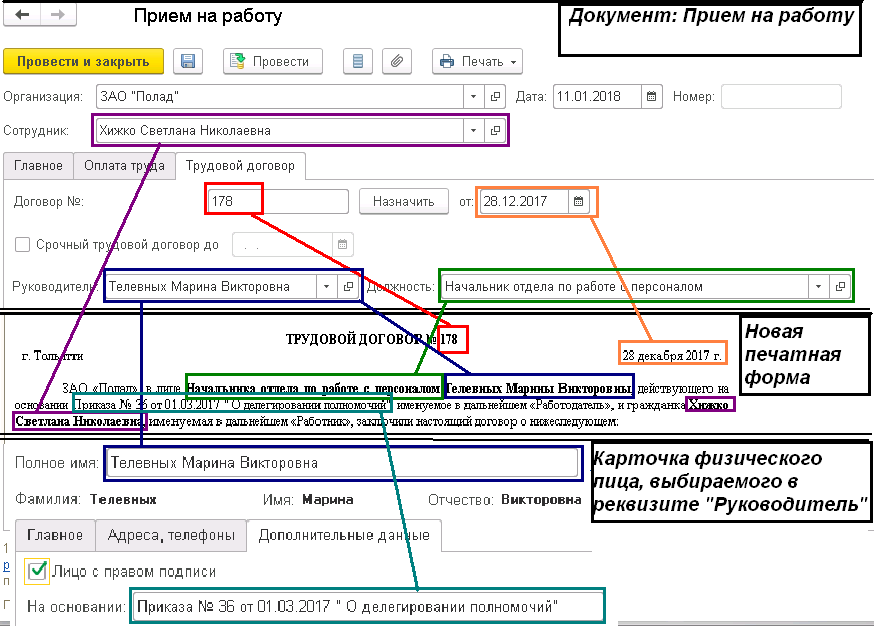 Прием на работу
Документ: Прием на работу
Провести и закрыть Провести Печать
Организация: ЗАО "Полад" Дата: 11.01.2018 Номер:
Сотрудник: Хижко Светлана Николаевна
Главное Оплата труда Трудовой договор
Договор №: 178 Назначить от: 28.12.2017
Срочный трудовой договор до . .
Руководитель Телевных Марина Викторовна Должность: Начальник отдела по работе с персоналом
ТРУДОВОЙ ДОГОВОР № 178
г. Тольятти 28 декабря 2017 г.
Новая
печатная
форма
ЗАО «Полад», в лице Начальника отдела по работе с персоналом Телевных Марины Викторовны, действующего на
основании Приказа № 36 от 01.03.2017 " О делегировании полномочий", именуемое в дальнейшем «Работодатель», и гражданка Хижко
Светлана Николаевна, именуемая в дальнейшем «Работник», заключили настоящий договор о нижеследующем:
Полное имя: Телевных Марина Викторовна
Фамилия: Телевных Имя: Марина Отчество: Викторовна
Карточка физического
лица, выбираемого в
реквизите "Руководитель"
Главное Адреса, телефоны Дополнительные данные
1
р
п
Г
Лицо с правом подписи
На основании: Приказа № 36 от 01.03.2017 " О делегировании полномочий"